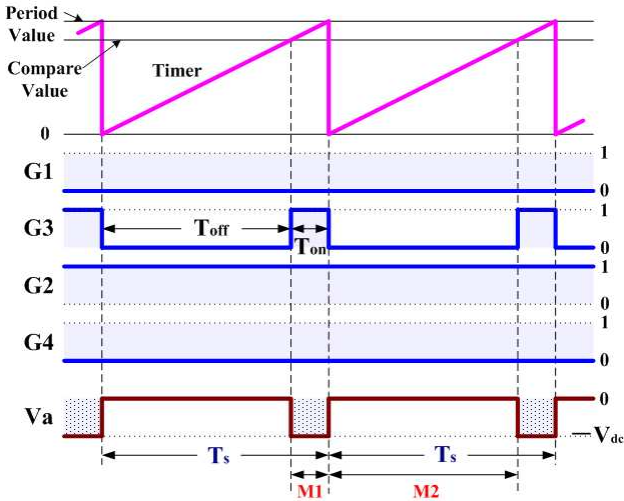 Period
Value
Compare
Value
Timer
0
G1
1
0
G3
Toff
Ton
1
0
G2
1
0
G4
1
0
Va
0
—Vdc
Ts
Ts
M1
M2